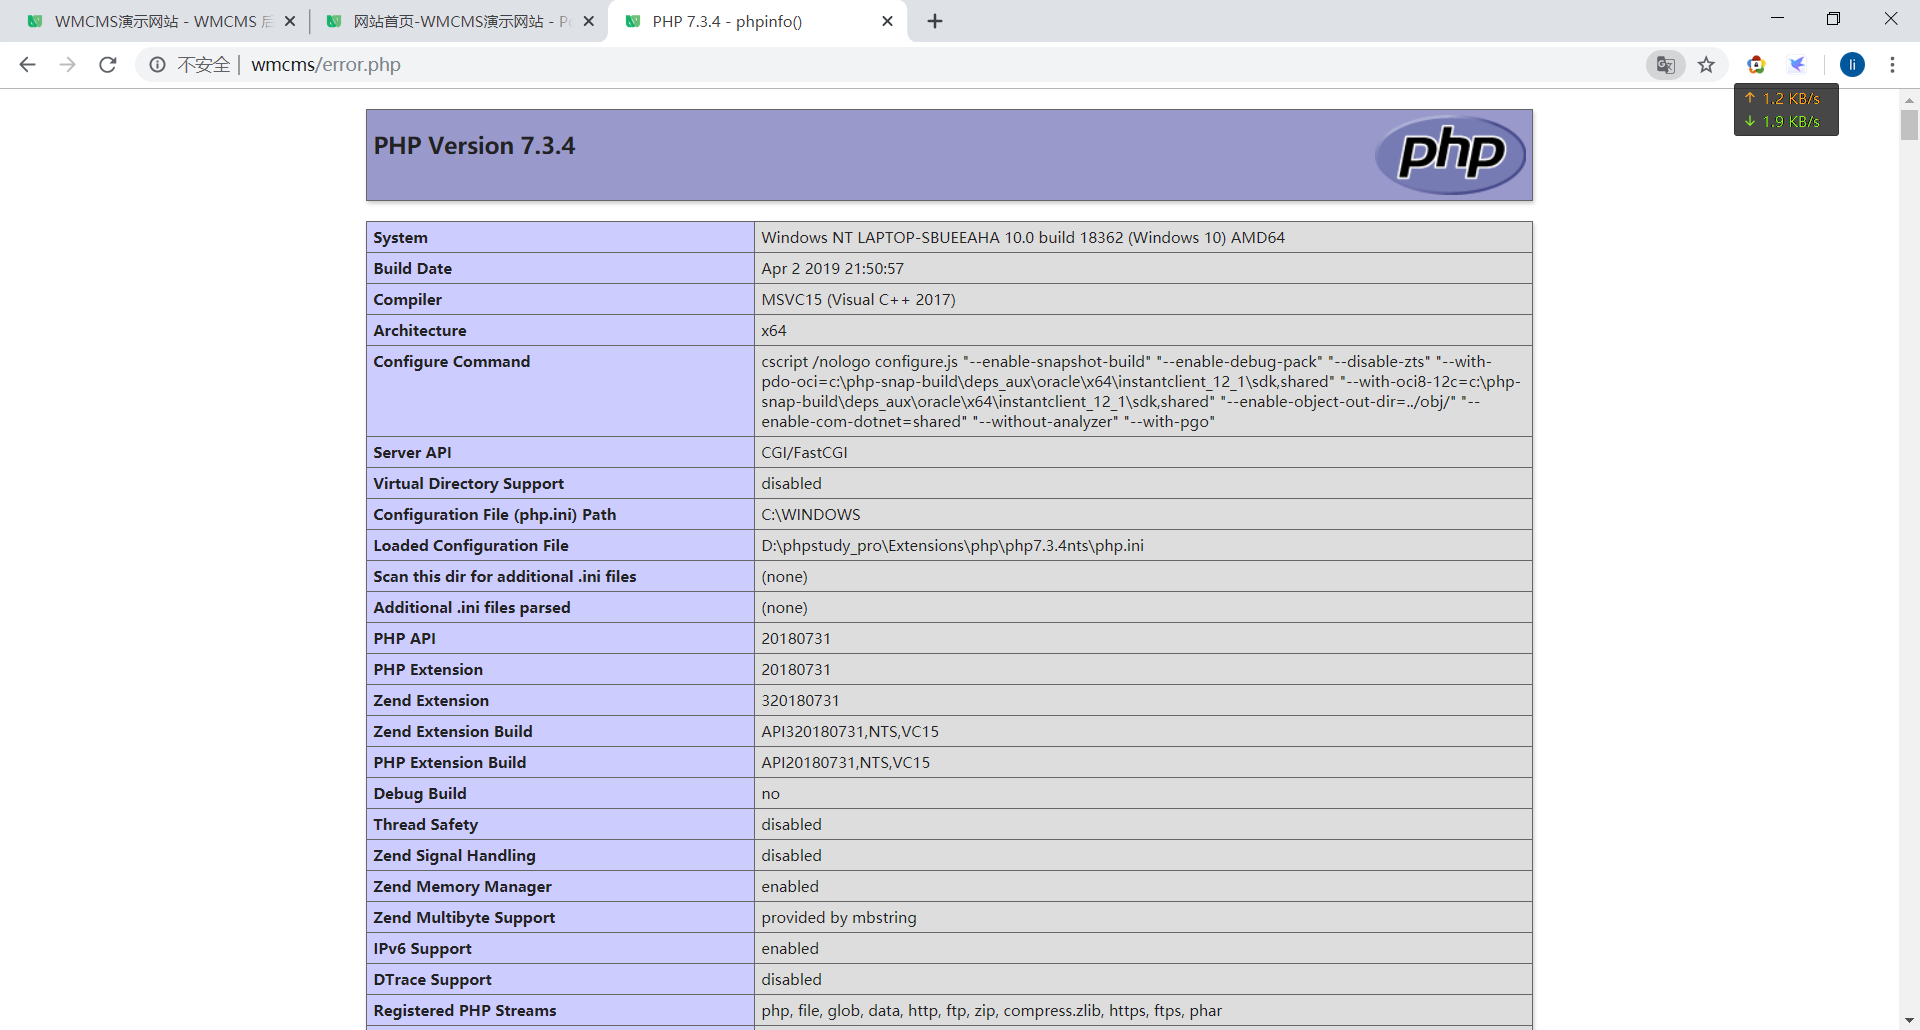 WMCMS演示网站 - WMCMS 后
网站首页-WMCMS演示网站 - Po
PHP 7.3.4 - phpinfo()
不安全 | wmcms/error.php
li
↑ 1.2 KB/s
↓ 1.9 KB/s
PHP Version 7.3.4
php
System Windows NT LAPTOP-SBUEEAHA 10.0 build 18362 (Windows 10) AMD64
Build Date Apr 2 2019 21:50:57
Compiler MSVC15 (Visual C++ 2017)
Architecture x64
Configure Command cscript /nologo configure.js "--enable-snapshot-build" "--enable-debug-pack" "--disable-zts" "--with-
pdo-oci=c:\php-snap-build\deps_aux\oracle\x64\instantclient_12_1\sdk,shared" "--with-oci8-12c=c:\php-
snap-build\deps_aux\oracle\x64\instantclient_12_1\sdk,shared" "--enable-object-out-dir=../obj/" "--
enable-com-dotnet=shared" "--without-analyzer" "--with-pgo"
Server API CGI/FastCGI
Virtual Directory Support disabled
Configuration File (php.ini) Path C:\WINDOWS
Loaded Configuration File D:\phpstudy_pro\Extensions\php\php7.3.4nts\php.ini
Scan this dir for additional .ini files (none)
Additional .ini files parsed (none)
PHP API 20180731
PHP Extension 20180731
Zend Extension 320180731
Zend Extension Build API320180731,NTS,VC15
PHP Extension Build API20180731,NTS,VC15
Debug Build no
Thread Safety disabled
Zend Signal Handling disabled
Zend Memory Manager enabled
Zend Multibyte Support provided by mbstring
IPv6 Support enabled
DTrace Support disabled
Registered PHP Streams php, file, glob, data, http, ftp, zip, compress.zlib, https, ftps, phar